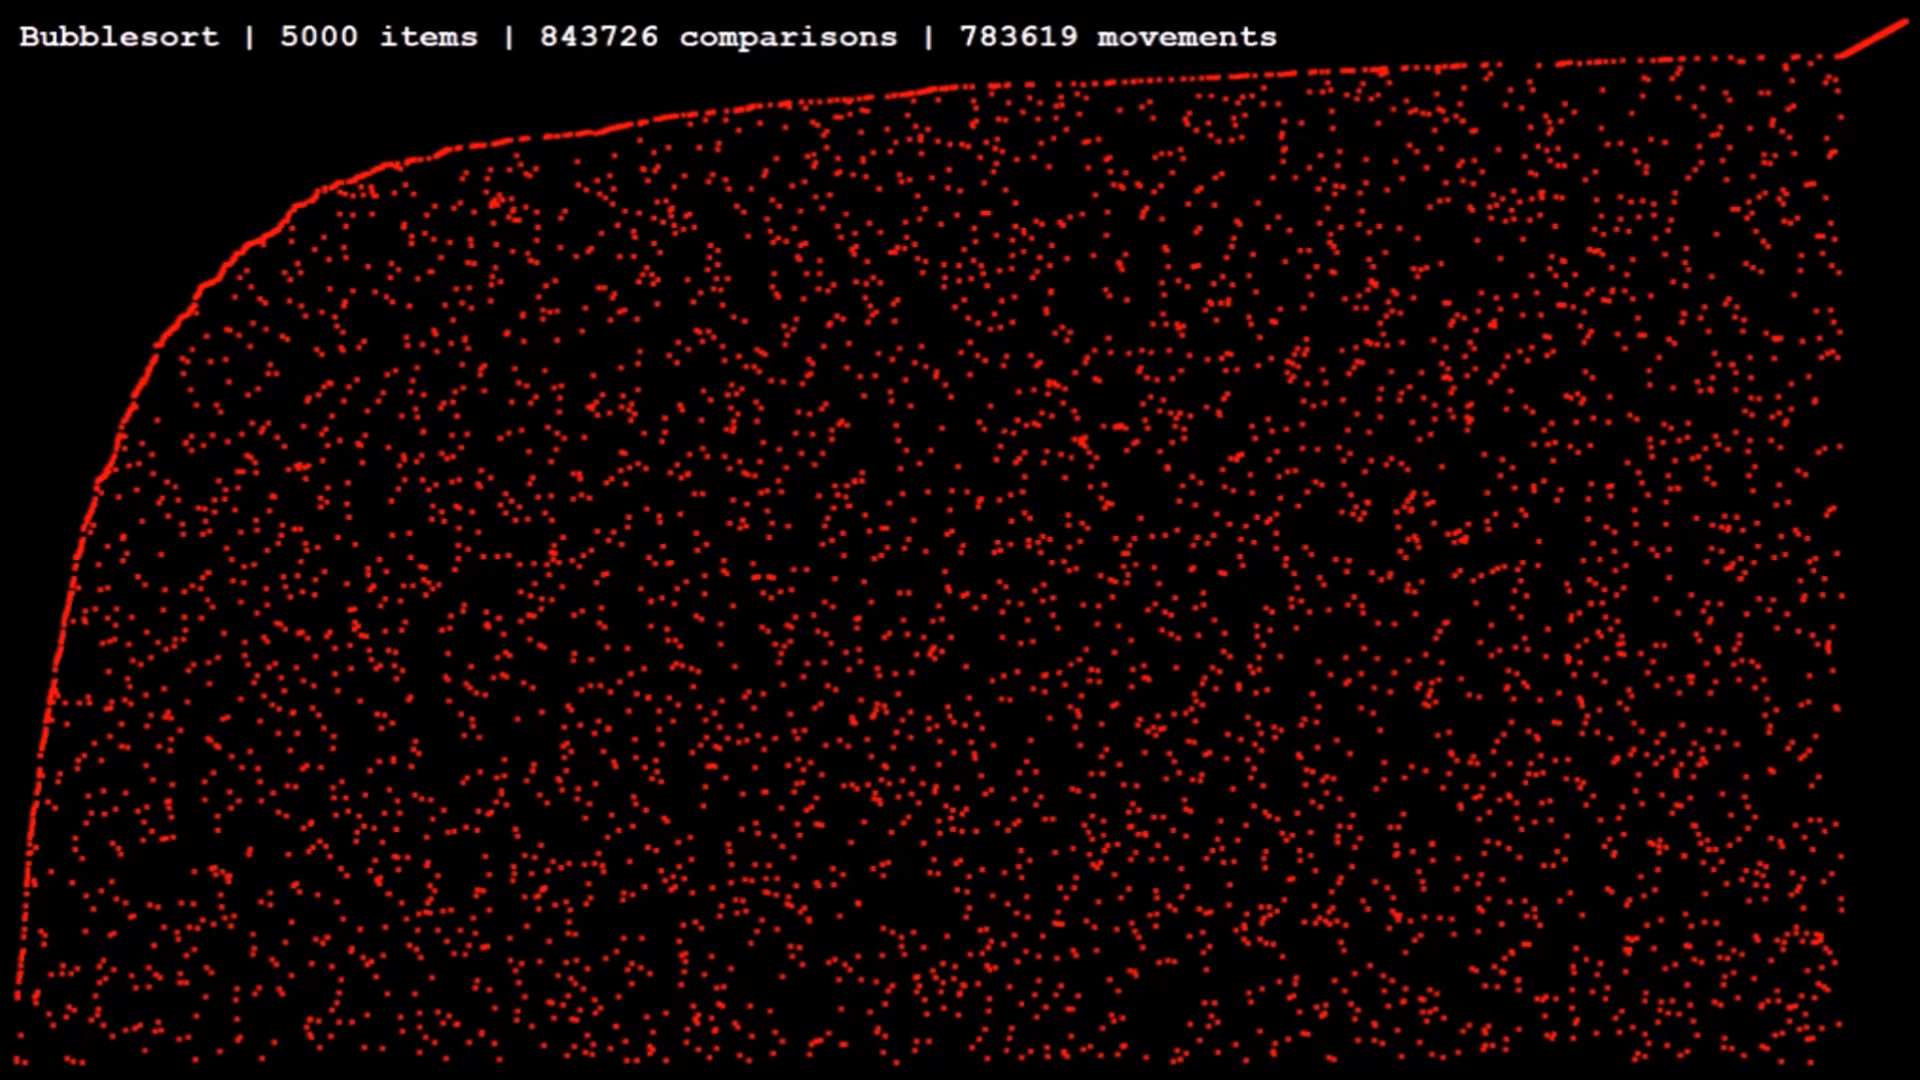 Bubblesort | 5000 items | 843726 comparisons | 783619 movements